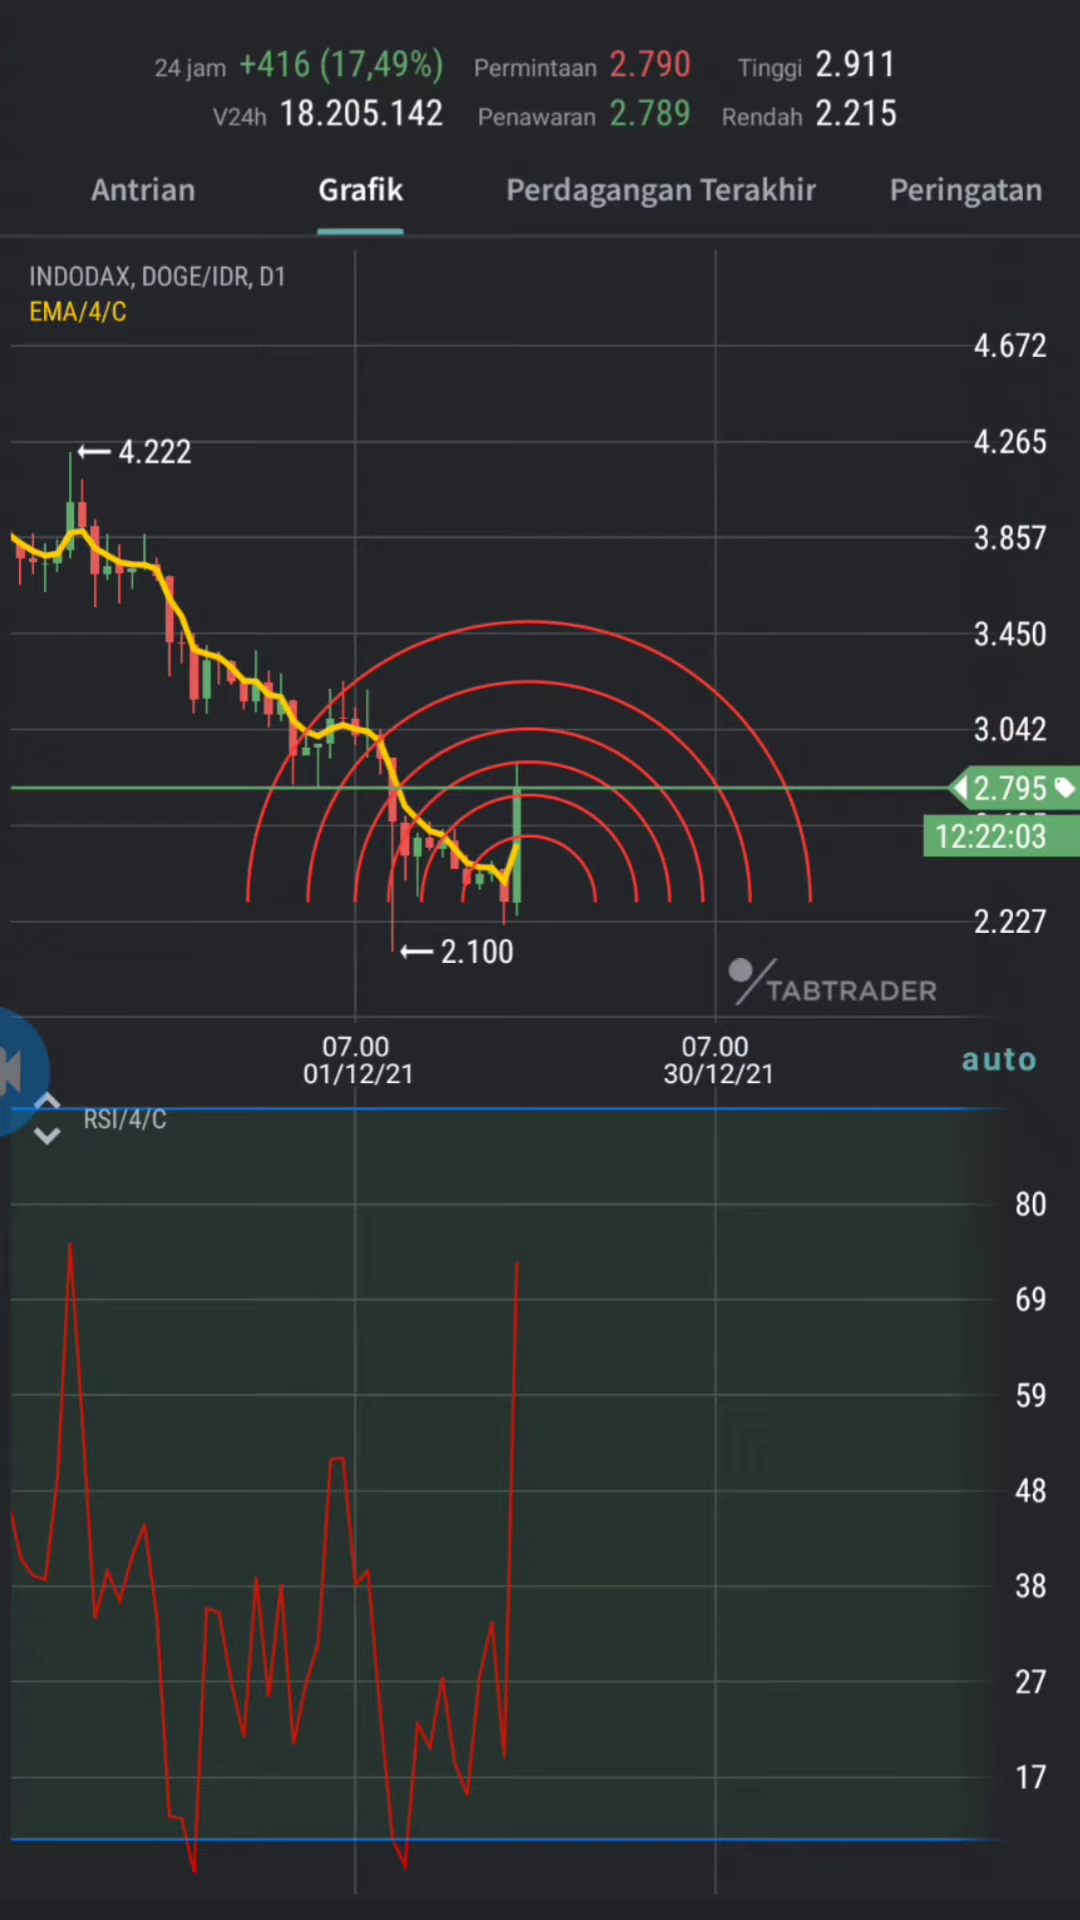 24 jam +416 (17,49%) Permintaan 2.790 Tinggi 2.911
V24h 18.205.142 Penawaran 2.789 Rendah 2.215
Antrian Grafik Perdagangan Terakhir Peringatan
INDODAX, DOGE/IDR, D1
EMA/4/C
4.672
4.265
4.222
3.857
3.450
3.042
2.795
12:22:03
2.227
2.100
TABTRADER
07.00 07.00
01/12/21 30/12/21
auto
RSI/4/C
80
69
59
48
38
27
17